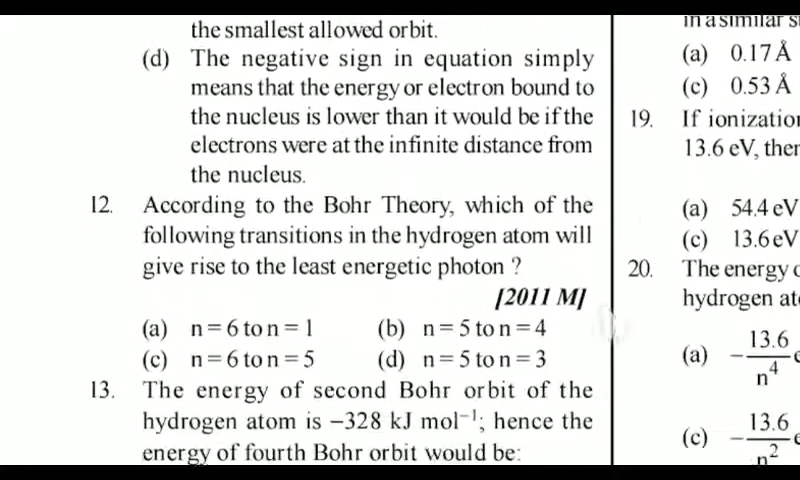 the smallest allowed orbit.
(d) The negative sign in equation simply
means that the energy or electron bound to
the nucleus is lower than it would be if the
electrons were at the infinite distance from
the nucleus.
12. According to the Bohr Theory, which of the
following transitions in the hydrogen atom will
give rise to the least energetic photon ?
[2011 M]
(a) n = 6 to n = 1 (b) n = 5 to n = 4
(c) n = 6 to n = 5 (d) n = 5 to n = 3
13. The energy of second Bohr orbit of the
hydrogen atom is −328 kJ mol⁻¹; hence the
energy of fourth Bohr orbit would be:
in a similar
(a) 0.17 Å
(c) 0.53 Å
19. If
13.6 eV,
(a) 54.4 eV
(c) 13.6 eV
20. The energy
hydrogen
(a) −13.6/n⁴
(c) −13.6/n²